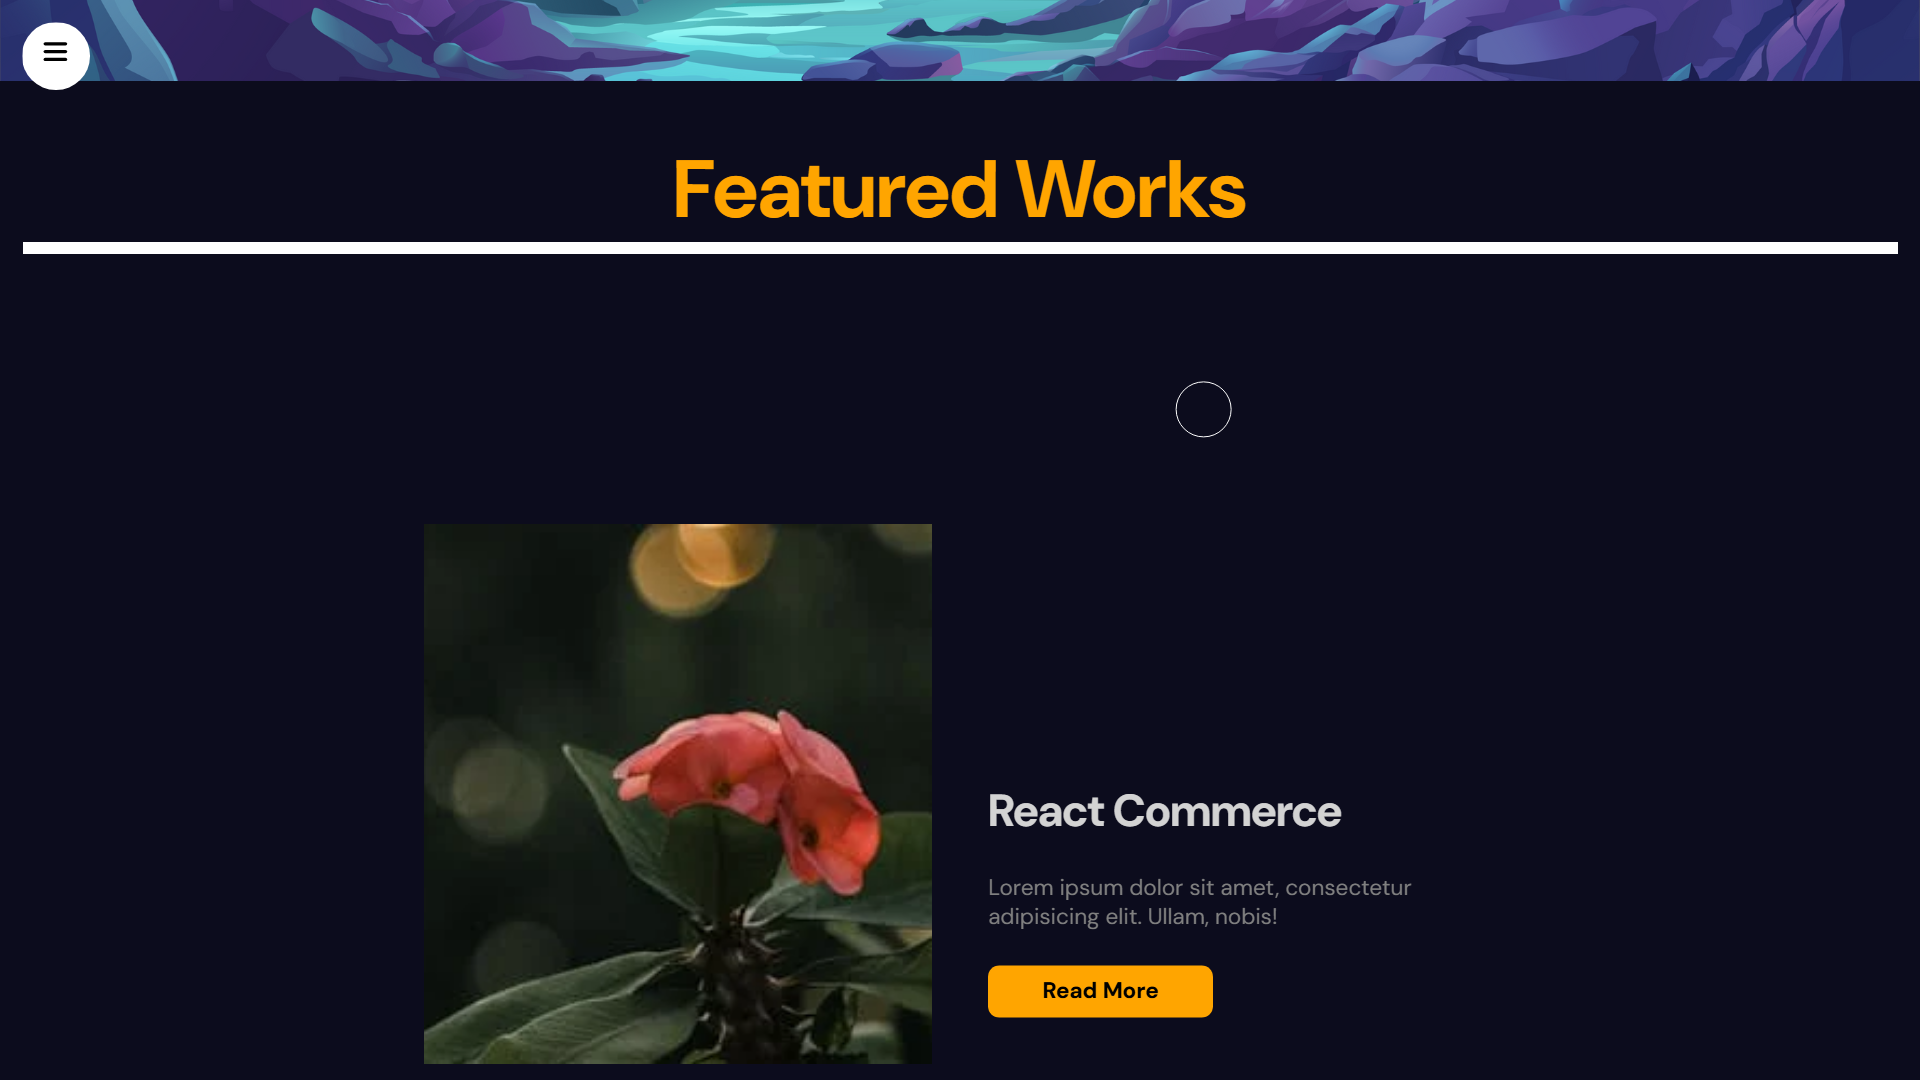 Featured Works
React Commerce
Lorem ipsum dolor sit amet, consectetur
adipisicing elit. Ullam, nobis!
Read More